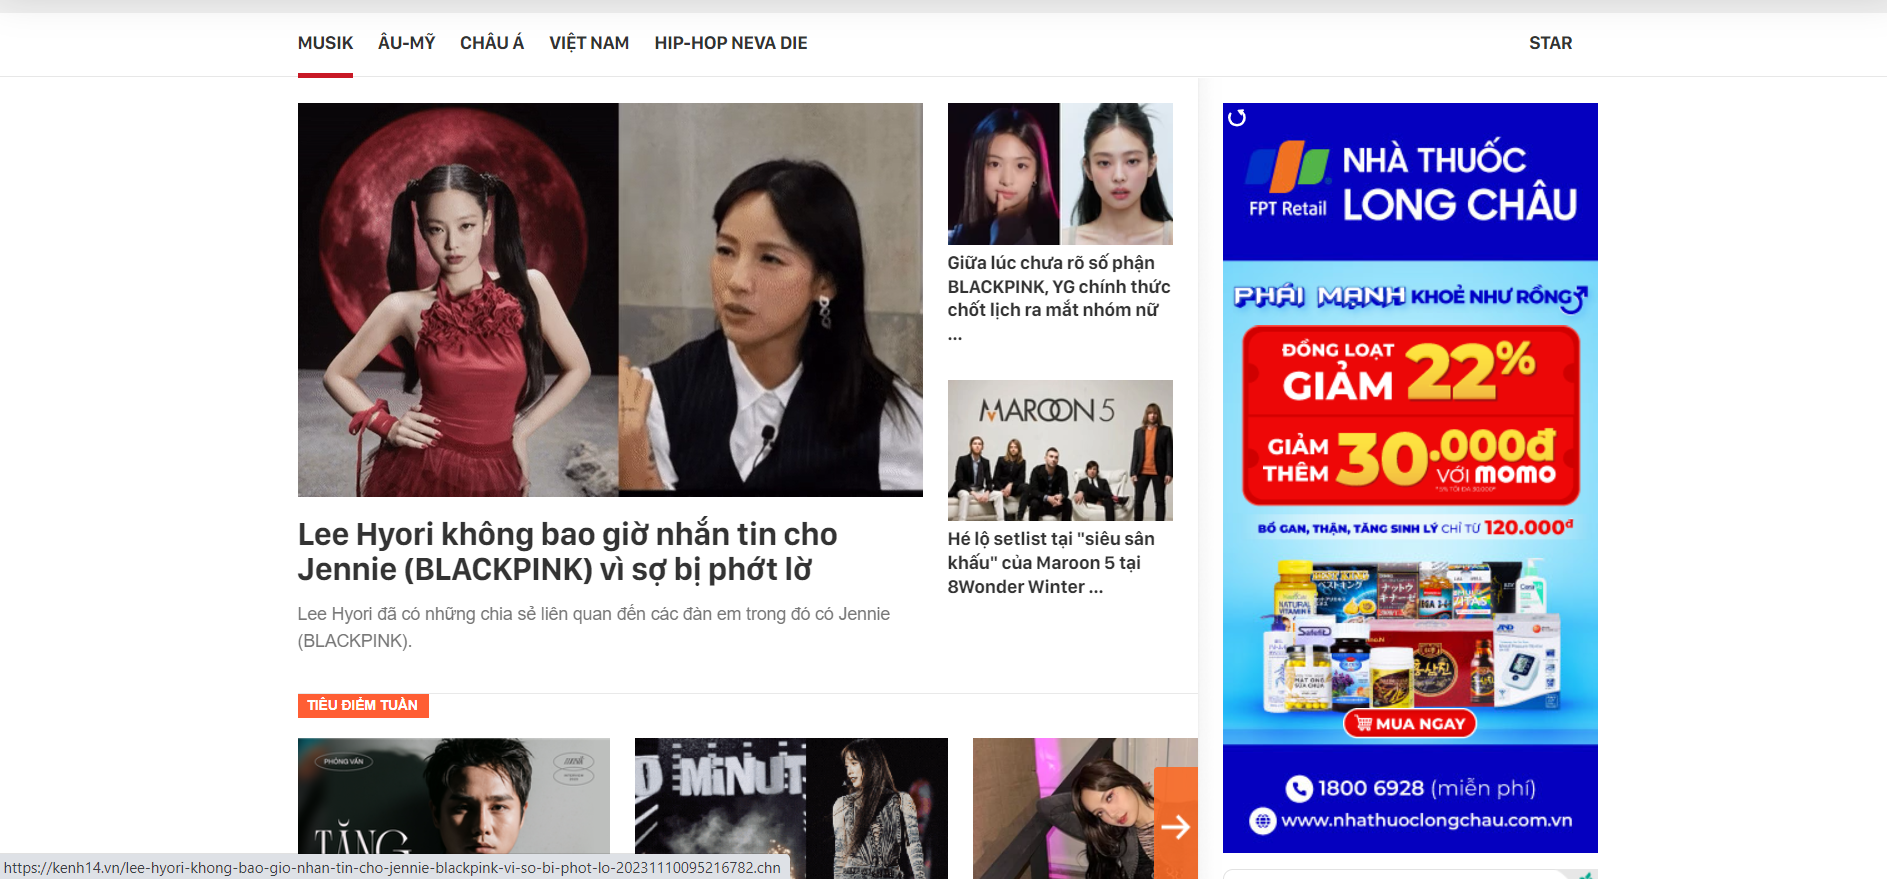 MUSIK ÂU-MỸ CHÂU Á VIỆT NAM HIP-HOP NEVA DIE STAR
Lee Hyori không bao giờ nhắn tin cho
Jennie (BLACKPINK) vì sợ bị phớt lờ
Lee Hyori đã có những chia sẻ liên quan đến các đàn em trong đó có Jennie
(BLACKPINK).
Giữa lúc chưa rõ số phận
BLACKPINK, YG chính thức
chốt lịch ra mắt nhóm nữ
...
MAROON 5
Hé lộ setlist tại "siêu sân
khấu" của Maroon 5 tại
8Wonder Winter ...
TIÊU ĐIỂM TUẦN
PHỎNG VẤN
TĂNG
D MINUT
NHÀ THUỐC
LONG CHÂU
FPT Retail
PHÁI MẠNH KHOẺ NHƯ RỒNG
ĐỒNG LOẠT
GIẢM 22%
GIẢM
THÊM 30.000đ
VỚI MOMO
BỔ GAN, THẬN, TĂNG SINH LÝ CHỈ TỪ 120.000đ
MUA NGAY
1800 6928 (miễn phí)
www.nhathuoclongchau.com.vn
https://kenh14.vn/lee-hyori-khong-bao-gio-nhan-tin-cho-jennie-blackpink-vi-so-bi-phot-lo-20231110095216782.chn